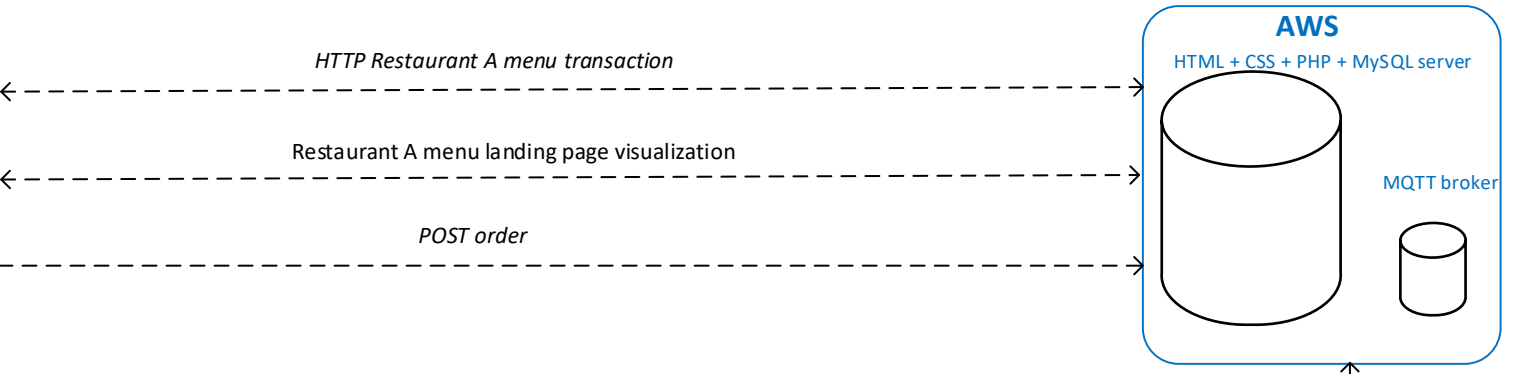 AWS
HTML + CSS + PHP + MySQL server
HTTP Restaurant A menu transaction
Restaurant A menu landing page visualization
MQTT broker
POST order